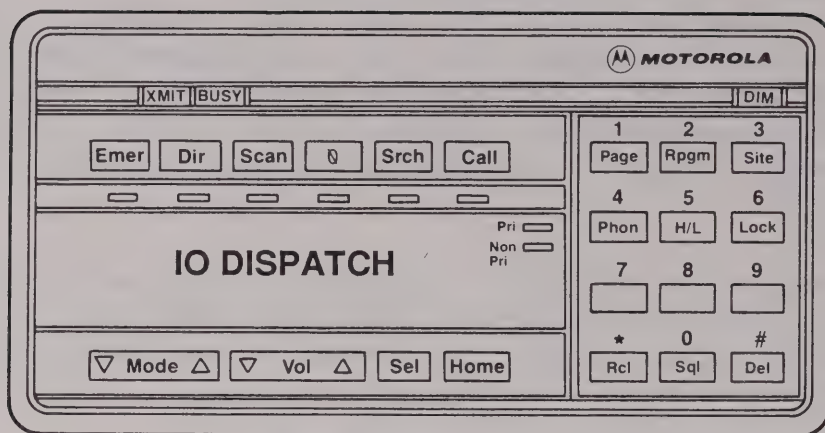 MOTOROLA
XMIT BUSY DIM
1 2 3
Emer Dir Scan Srch Call
Page Rpgm Site
4 5 6
Phon H/L Lock
Pri
Non
Pri
IO DISPATCH
7 8 9
* 0 #
▽ Mode △ ▽ Vol △ Sel Home
Rcl Sql Del